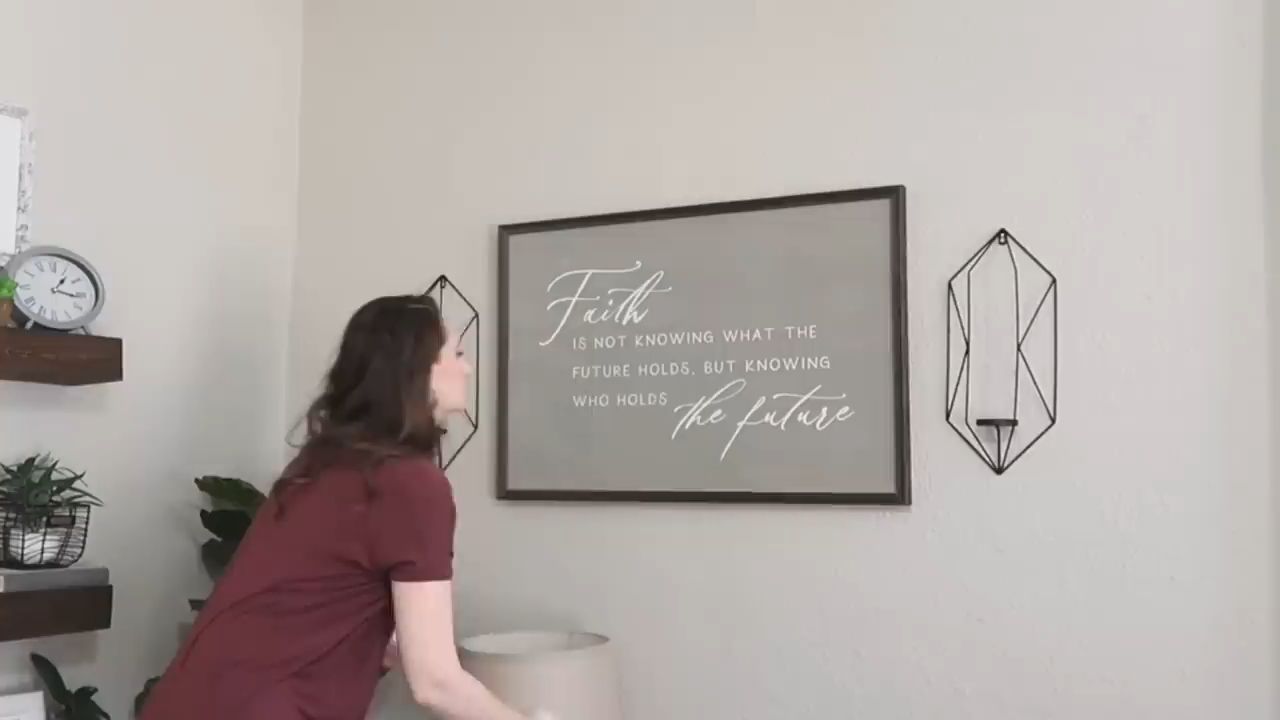 Faith
IS NOT KNOWING WHAT THE
FUTURE HOLDS, BUT KNOWING
WHO HOLDS the future